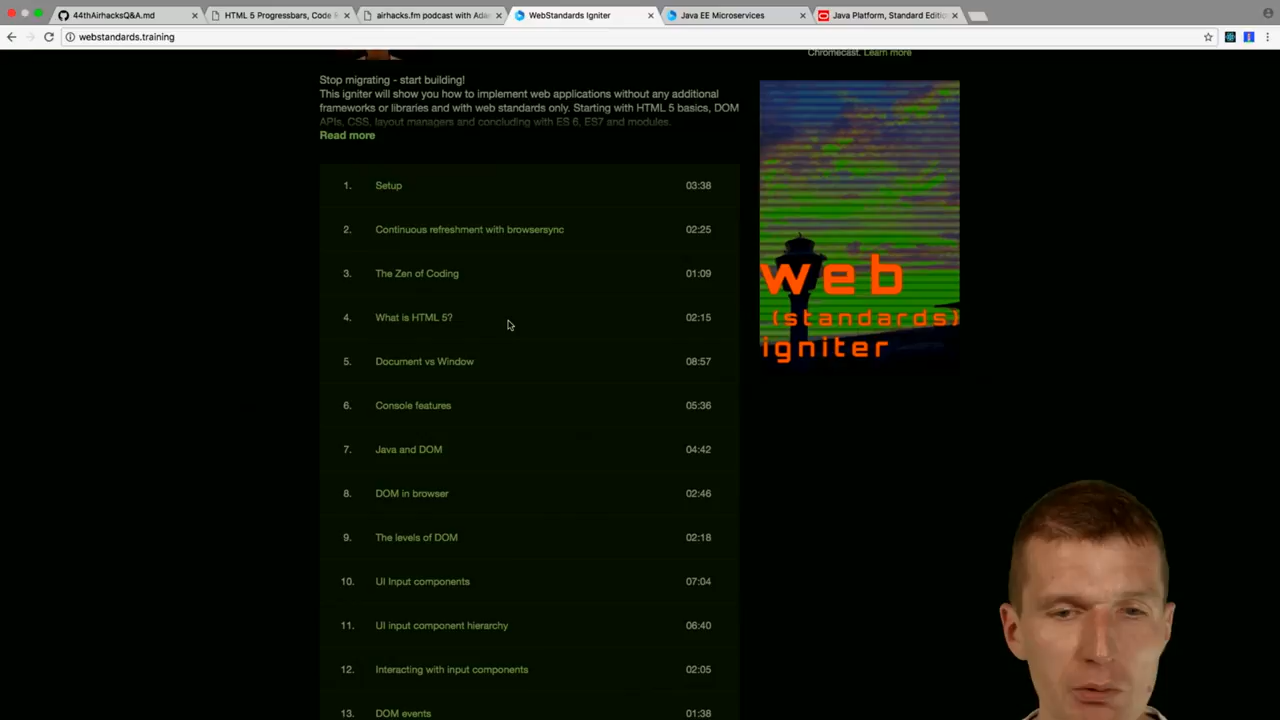 44thAirhacksQ&A.md
HTML 5 Progressbars, Code &
airhacks.fm podcast with Ada
WebStandards Igniter
Java EE Microservices
Java Platform, Standard Editio
webstandards.training
Chromecast. Learn more
Stop migrating - start building!
This igniter will show you how to implement web applications without any additional
frameworks or libraries and with web standards only. Starting with HTML 5 basics, DOM
APIs, CSS, layout managers and concluding with ES 6, ES7 and modules.
Read more
1. Setup 03:38
2. Continuous refreshment with browsersync 02:25
3. The Zen of Coding 01:09
4. What is HTML 5? 02:15
5. Document vs Window 08:57
6. Console features 05:36
7. Java and DOM 04:42
8. DOM in browser 02:46
9. The levels of DOM 02:18
10. UI Input components 07:04
11. UI input component hierarchy 06:40
12. Interacting with input components 02:05
13. DOM events 01:38
web
(standards)
igniter